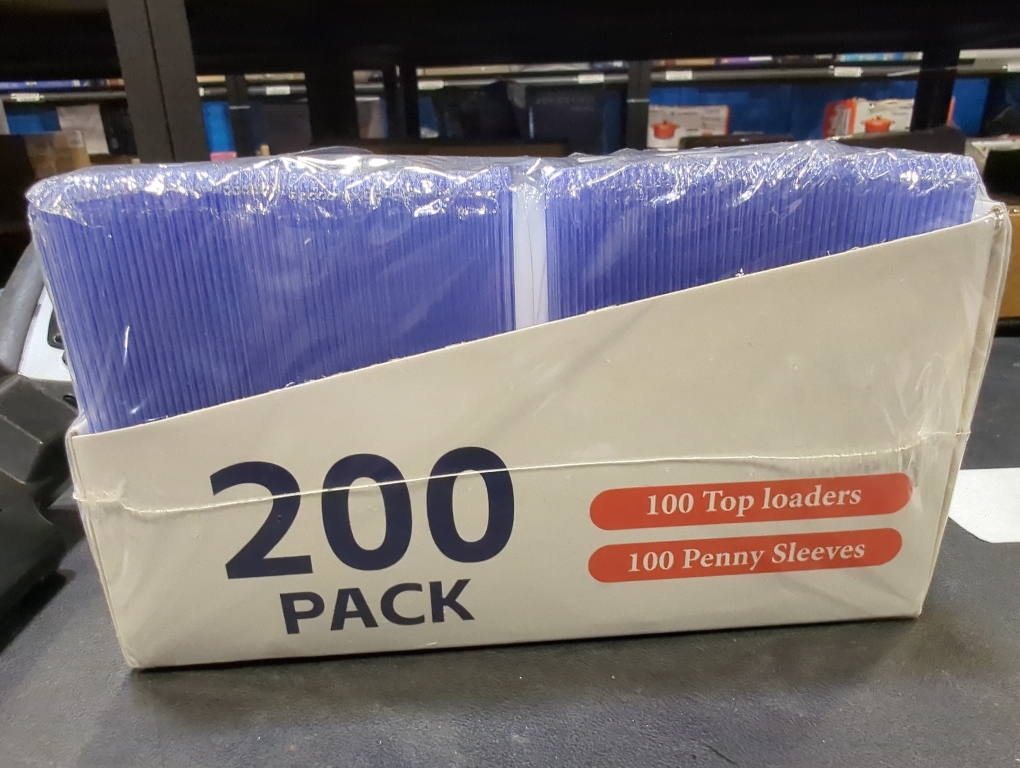 200
PACK
100 Top loaders
100 Penny Sleeves